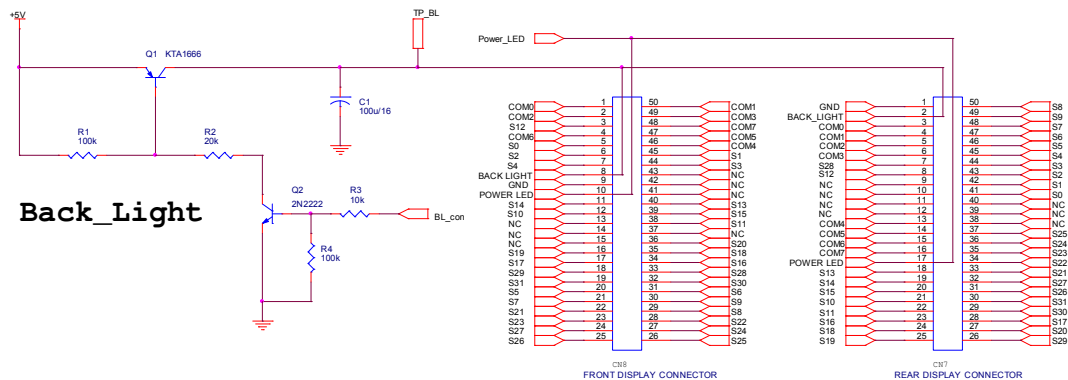 +5V
TP_BL
Power_LED
Q1 KTA1666
C1
100u/16
R1
100k
R2
20k
Q2
2N2222
R3
10k
BL_con
R4
100k
Back_Light
COM0 1 50 COM1
COM2 2 49 COM3
S12 3 48 COM7
COM6 4 47 COM5
S0 5 46 COM4
S2 6 45 S1
S4 7 44 S3
BACK LIGHT 8 43 NC
GND 9 42 NC
POWER LED 10 41 NC
S14 11 40 S13
S10 12 39 S15
NC 13 38 S11
NC 14 37 NC
NC 15 36 S20
S19 16 35 S18
S17 17 34 S16
S29 18 33 S28
S31 19 32 S30
S5 20 31 S6
S7 21 30 S9
S21 22 29 S8
S23 23 28 S22
S27 24 27 S24
S26 25 26 S25
CN8
FRONT DISPLAY CONNECTOR
GND 1 50 S8
BACK_LIGHT 2 49 S9
COM0 3 48 S7
COM1 4 47 S6
COM2 5 46 S5
COM3 6 45 S4
S28 7 44 S3
S12 8 43 S2
NC 9 42 S1
NC 10 41 S0
NC 11 40 NC
NC 12 39 NC
COM4 13 38 NC
COM5 14 37 S25
COM6 15 36 S24
COM7 16 35 S23
POWER LED 17 34 S22
S13 18 33 S21
S14 19 32 S27
S15 20 31 S26
S10 21 30 S31
S11 22 29 S30
S16 23 28 S17
S18 24 27 S20
S19 25 26 S29
CN7
REAR DISPLAY CONNECTOR